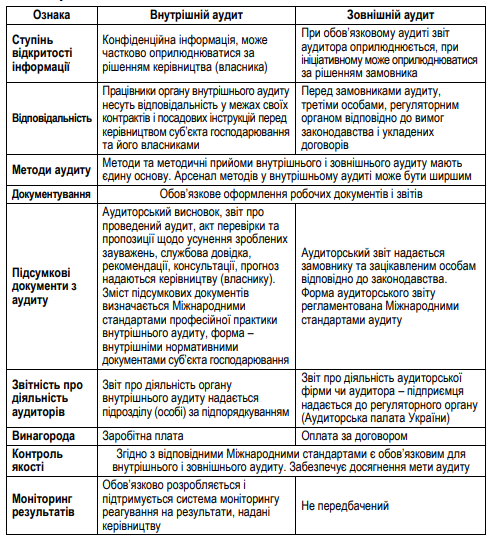 Ознака
Внутрішній аудит
Зовнішній аудит
Ступінь
відкритості
інформації
Конфіденційна інформація, може
частково оприлюднюватися за
рішенням керівництва (власника)
При обов’язковому аудиті звіт
аудитора оприлюднюється, при
ініціативному може оприлюднюватися
за рішенням замовника
Відповідальність
Працівники органу внутрішнього аудиту
несуть відповідальність у межах своїх
контрактів і посадових інструкцій перед
керівництвом суб’єкта господарювання
та його власниками
Перед замовниками аудиту,
третіми особами, регуляторним
органом відповідно до вимог
законодавства і укладених
договорів
Методи аудиту
Методи та методичні прийоми внутрішнього і зовнішнього аудиту мають
єдину основу. Арсенал методів у внутрішньому аудиті може бути ширшим
Документування
Обов’язкове оформлення робочих документів і звітів
Підсумкові
документи з
аудиту
Аудиторський висновок, звіт про
проведений аудит, акт перевірки та
пропозиції щодо усунення зроблених
зауважень, службова довідка,
рекомендації, консультації, прогноз
надаються керівництву (власнику).
Зміст підсумкових документів
визначається Міжнародними
стандартами професійної практики
внутрішнього аудиту, форма –
внутрішніми нормативними
документами суб’єкта господарювання
Аудиторський звіт надається
замовнику та зацікавленим особам
відповідно до законодавства.
Форма аудиторського звіту
регламентована Міжнародними
стандартами аудиту
Звітність про
діяльність
аудиторів
Звіт про діяльність органу
внутрішнього аудиту надається
підрозділу (особі) за підпорядкуванням
Звіт про діяльність аудиторської
фірми чи аудитора – підприємця
надається до регуляторного органу
(Аудиторська палата України)
Винагорода
Заробітна плата
Оплата за договором
Контроль
якості
Згідно з відповідними Міжнародними стандартами є обов’язковим для
внутрішнього і зовнішнього аудиту. Забезпечує досягнення мети аудиту
Моніторинг
результатів
Обов’язково розробляється і
підтримується система моніторингу
реагування на результати, надані
керівництву
Не передбачений